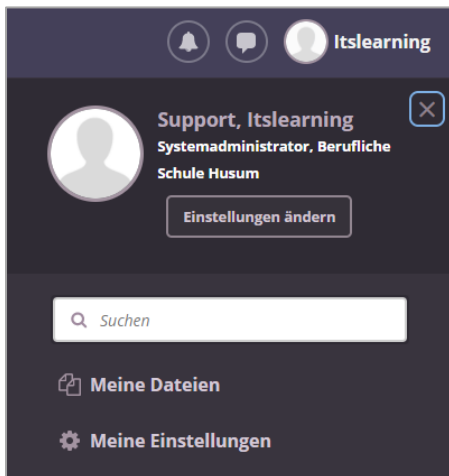 Itslearning
Support, Itslearning
Systemadministrator, Berufliche
Schule Husum
Einstellungen ändern
Suchen
Meine Dateien
Meine Einstellungen